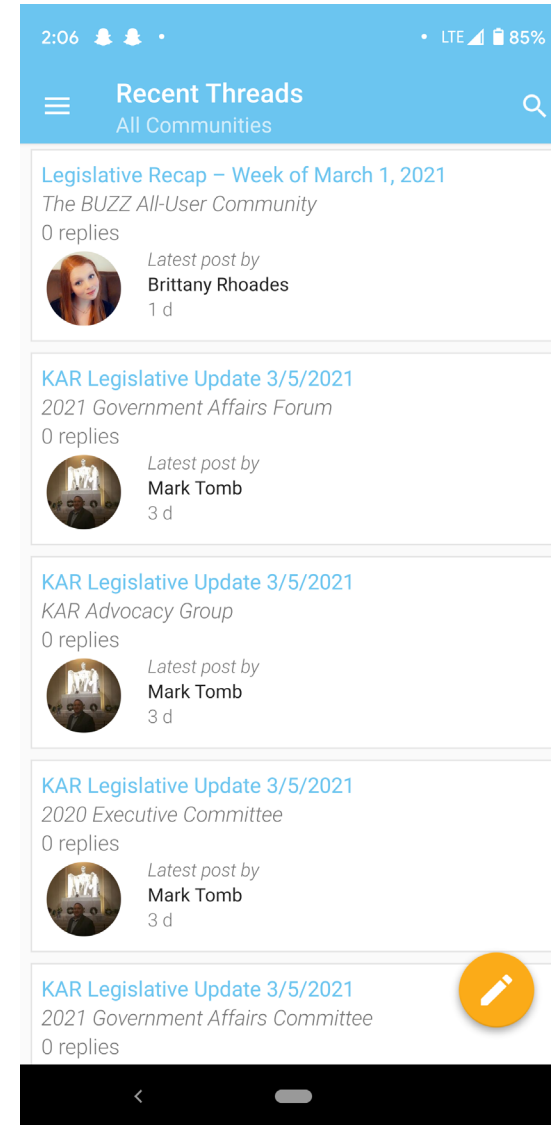 2:06
LTE 85%
Recent Threads
All Communities
Legislative Recap – Week of March 1, 2021
The BUZZ All-User Community
0 replies
Latest post by
Brittany Rhoades
1 d
KAR Legislative Update 3/5/2021
2021 Government Affairs Forum
0 replies
Latest post by
Mark Tomb
3 d
KAR Legislative Update 3/5/2021
KAR Advocacy Group
0 replies
Latest post by
Mark Tomb
3 d
KAR Legislative Update 3/5/2021
2020 Executive Committee
0 replies
Latest post by
Mark Tomb
3 d
KAR Legislative Update 3/5/2021
2021 Government Affairs Committee
0 replies